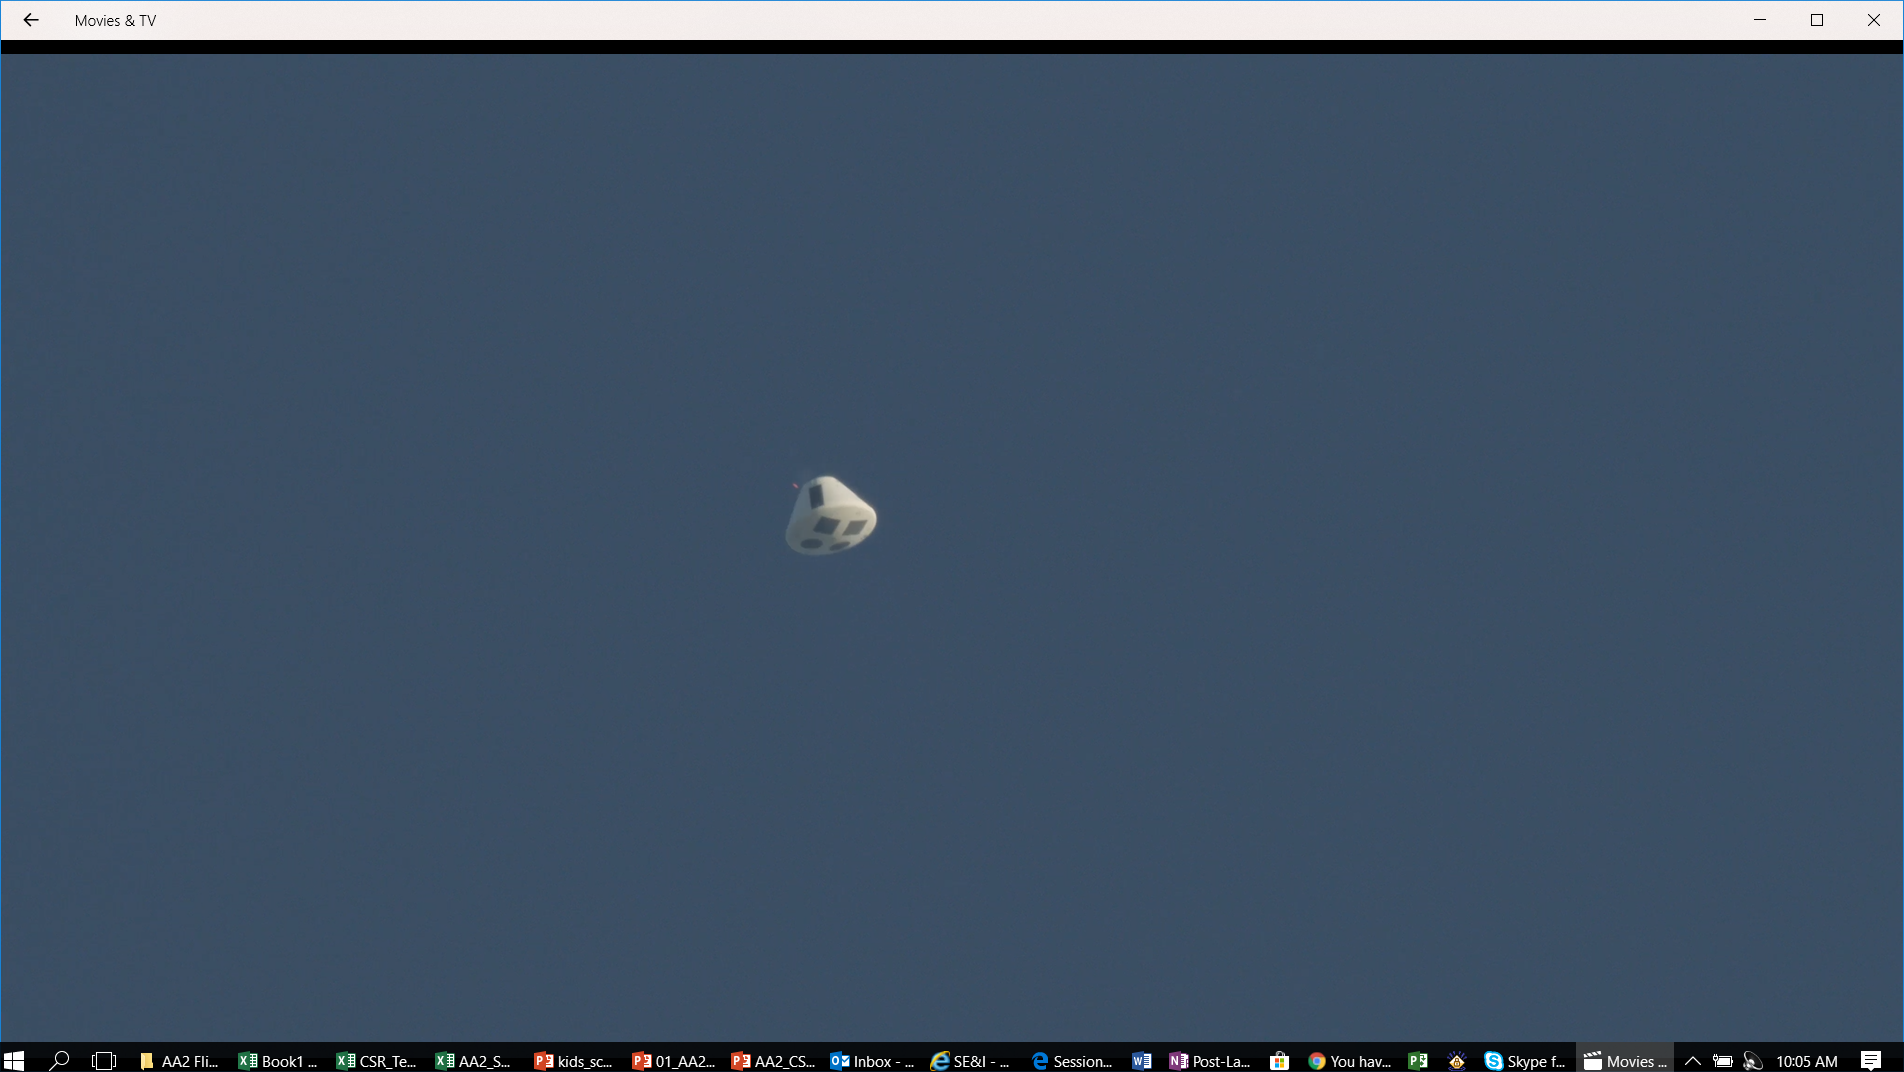 Movies & TV
AA2 Fli...
Book1 ...
CSR_Te...
AA2_S...
kids_sc...
01_AA2...
AA2_CS...
Inbox - ...
SE&I - ...
Session...
Post-La...
You hav...
Skype f...
Movies ...
10:05 AM